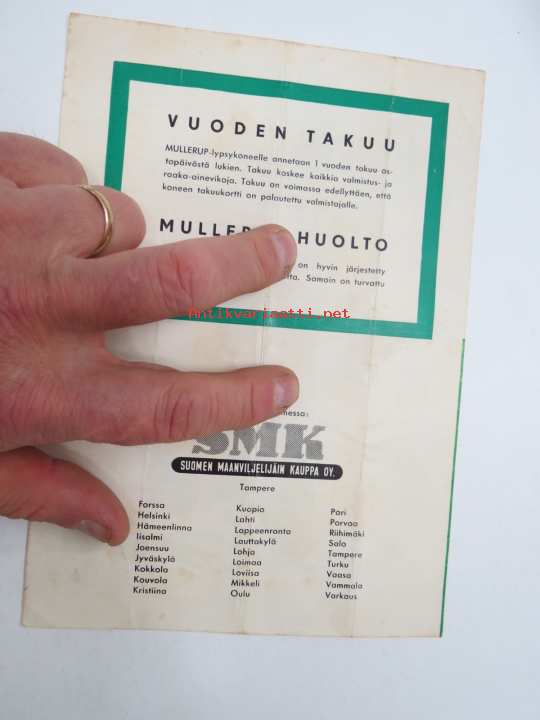 VUODEN TAKUU
MULLERUP-lypsykoneelle annetaan 1 vuoden takuu os-
topäivästä lukien. Takuu koskee kaikkia valmistus- ja
raaka-ainevikoja. Takuu on voimassa edellyttäen, että
koneen takuukortti on palautettu valmistajalle.
HUOLTO
on hyvin järjestetty
Samoin on turvattu
antikvariaatti.net
SMK
SUOMEN MAANVILJELIJÄIN KAUPPA OY.
Tampere
Forssa
Helsinki
Hämeenlinna
Iisalmi
Joensuu
Jyväskylä
Kokkola
Kouvola
Kristiina
Kuopio
Lahti
Lappeenranta
Lauttakylä
Lohja
Loimaa
Loviisa
Mikkeli
Oulu
Pori
Porvoo
Riihimäki
Salo
Tampere
Turku
Vaasa
Vammala
Varkaus